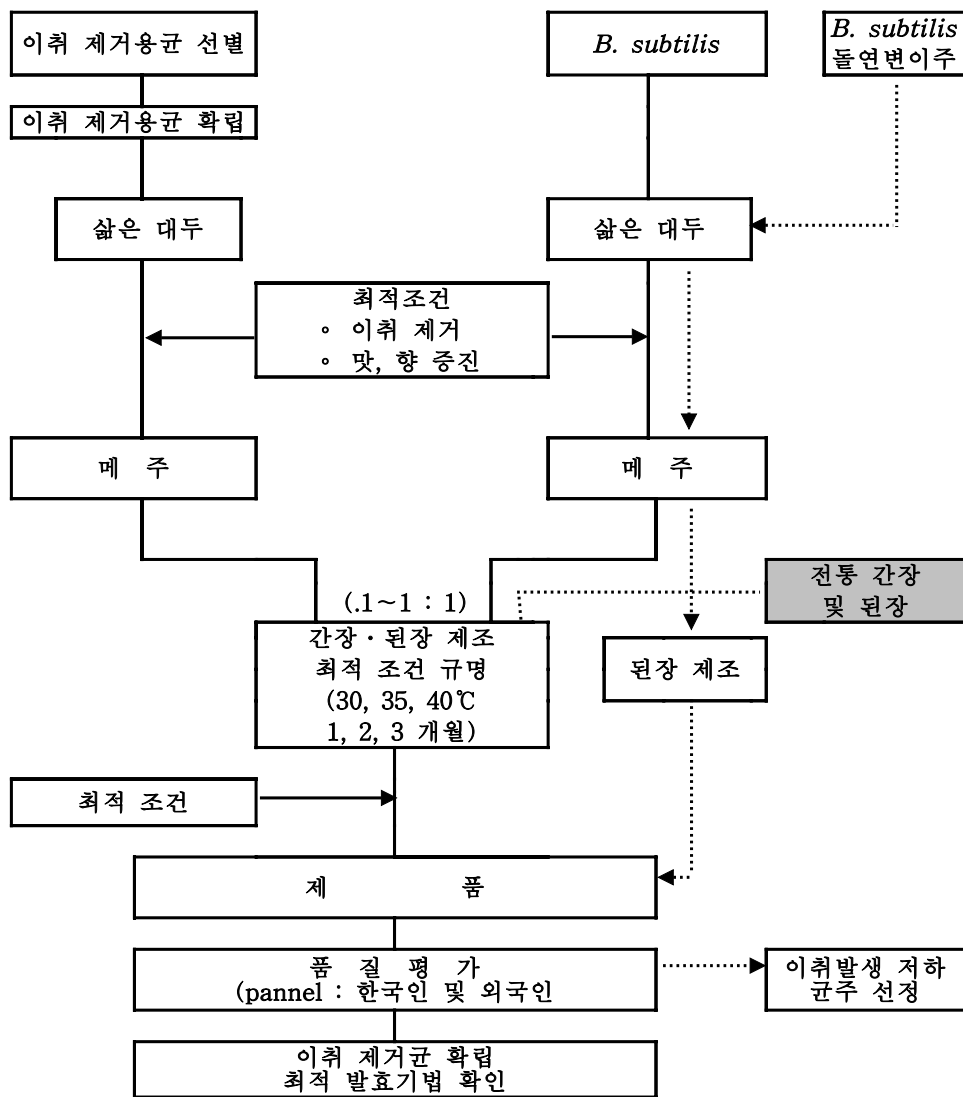 이취 제거용균 선별
B. subtilis
B. subtilis
돌연변이주
이취 제거용균 확립
삶은 대두
삶은 대두
최적조건
∘ 이취 제거
∘ 맛, 향 증진
메 주
메 주
(.1~1 : 1)
전통 간장
및 된장
간장·된장 제조
최적 조건 규명
(30, 35, 40℃
1, 2, 3 개월)
된장 제조
최적 조건
제 품
품 질 평 가
(pannel : 한국인 및 외국인
이취발생 저하
균주 선정
이취 제거균 확립
최적 발효기법 확인